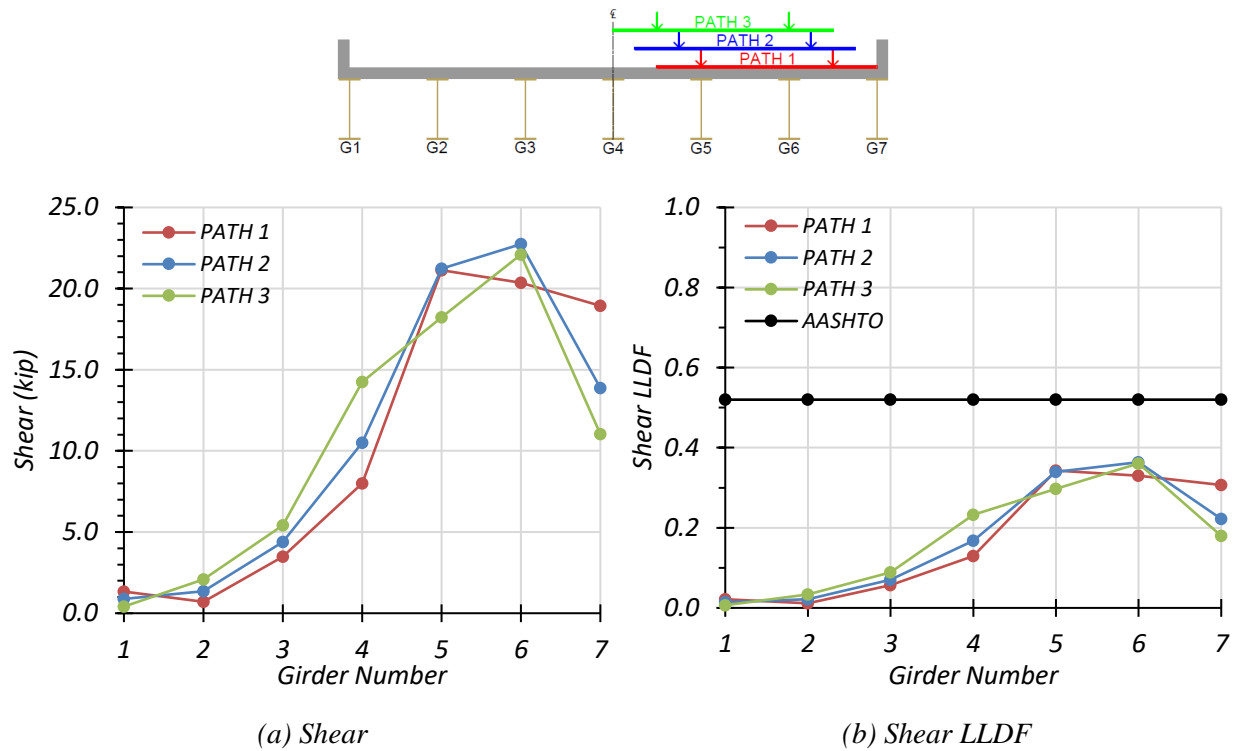 ℄
PATH 3
PATH 2
PATH 1
G1 G2 G3 G4 G5 G6 G7
25.0
20.0
15.0
10.0
5.0
0.0
Shear (kip)
PATH 1
PATH 2
PATH 3
1 2 3 4 5 6 7
Girder Number
(a) Shear
1.0
0.8
0.6
0.4
0.2
0.0
Shear LLDF
PATH 1
PATH 2
PATH 3
AASHTO
1 2 3 4 5 6 7
Girder Number
(b) Shear LLDF